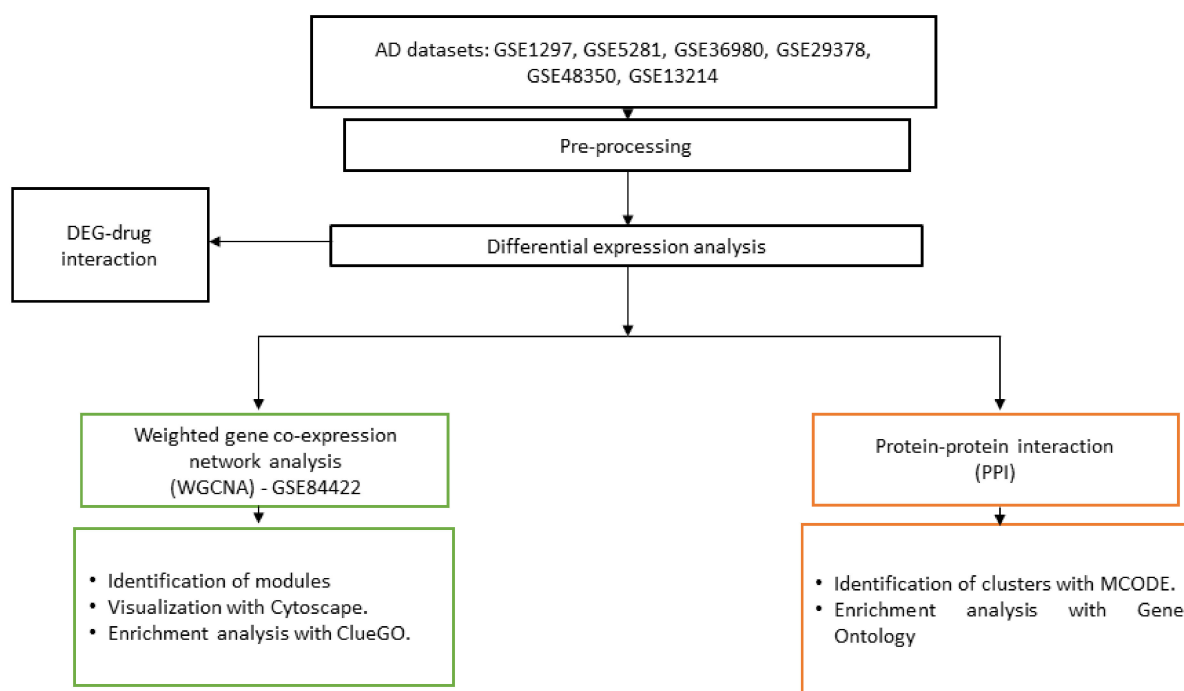 AD datasets: GSE1297, GSE5281, GSE36980, GSE29378,
GSE48350, GSE13214
Pre-processing
DEG-drug
interaction
Differential expression analysis
Weighted gene co-expression
network analysis
(WGCNA) - GSE84422
• Identification of modules
• Visualization with Cytoscape.
• Enrichment analysis with ClueGO.
Protein-protein interaction
(PPI)
• Identification of clusters with MCODE.
• Enrichment analysis with Gene
Ontology